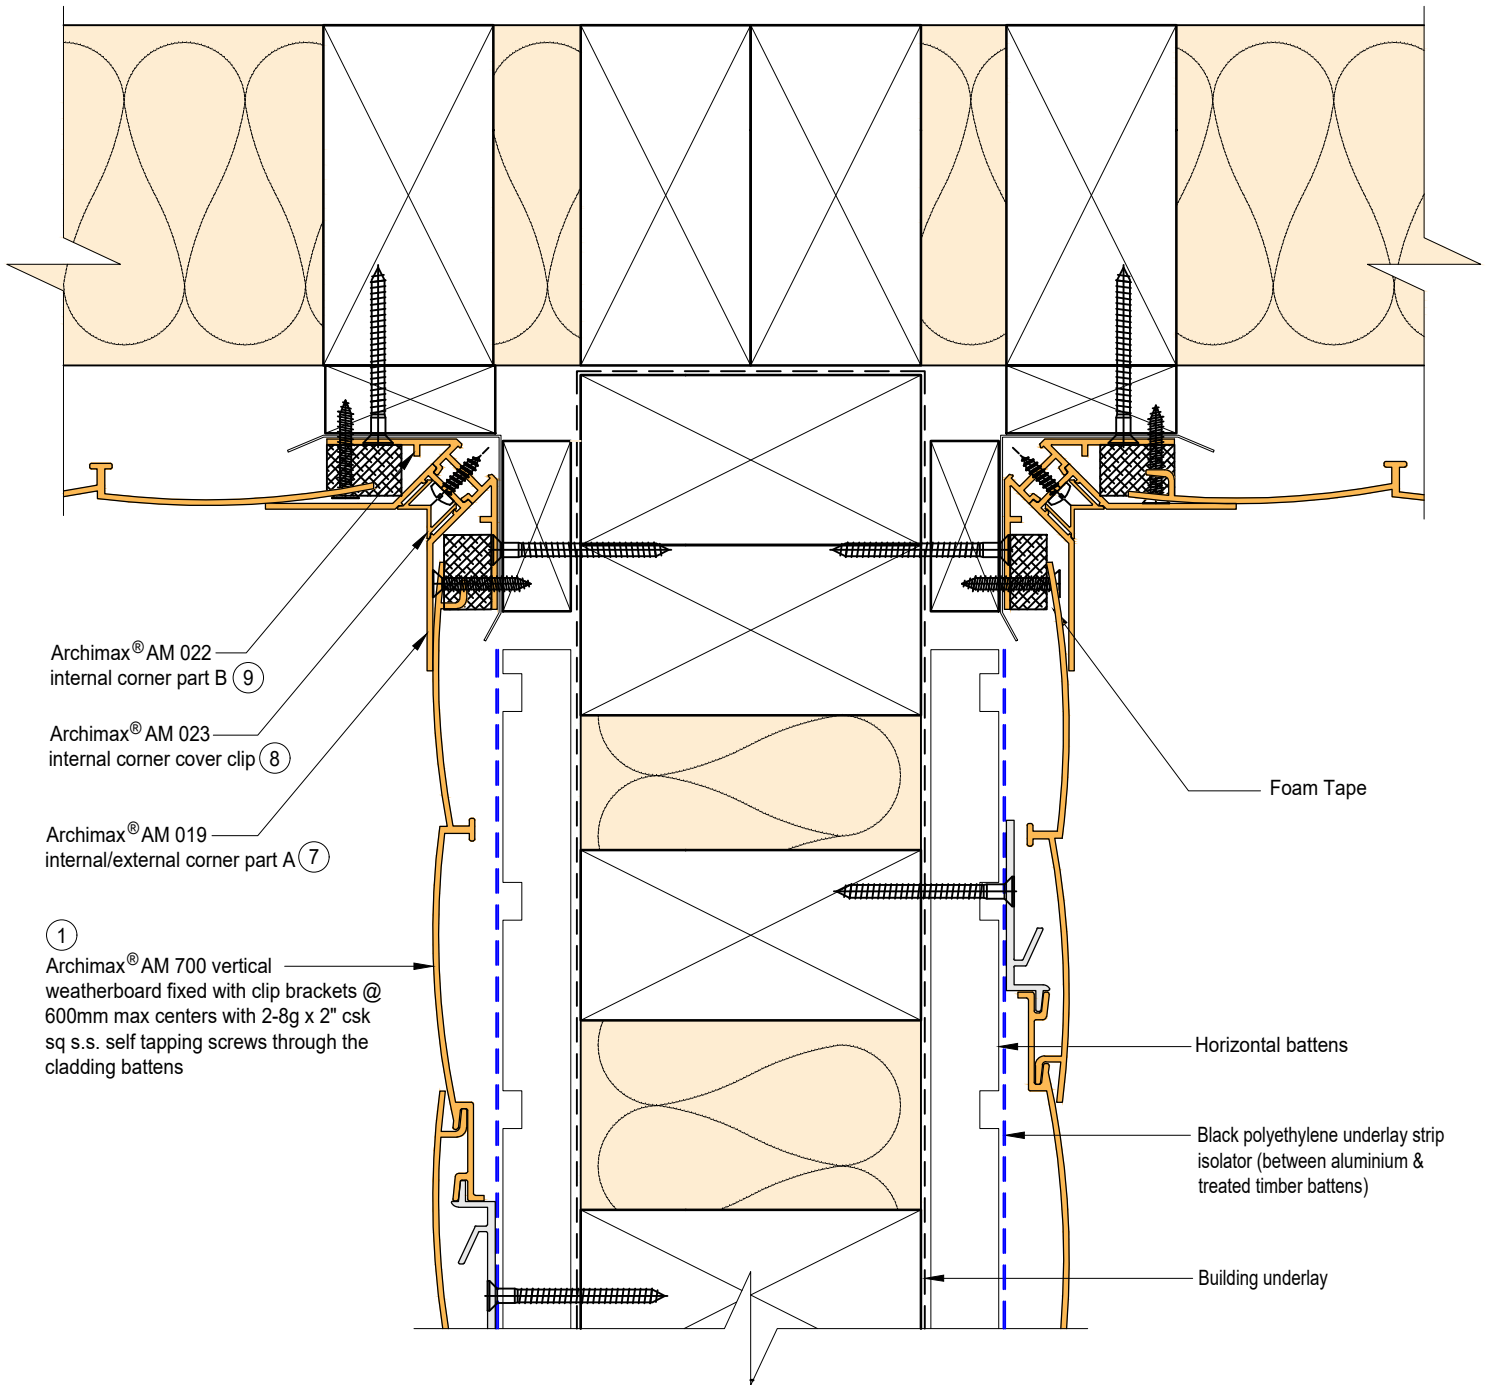 Archimax® AM 022
internal corner part B 9
Archimax® AM 023
internal corner cover clip 8
Archimax® AM 019
internal/external corner part A 7
1
Archimax® AM 700 vertical
weatherboard fixed with clip brackets @
600mm max centers with 2-8g x 2" csk
sq s.s. self tapping screws through the
cladding battens
Foam Tape
Horizontal battens
Black polyethylene underlay strip
isolator (between aluminium &
treated timber battens)
Building underlay